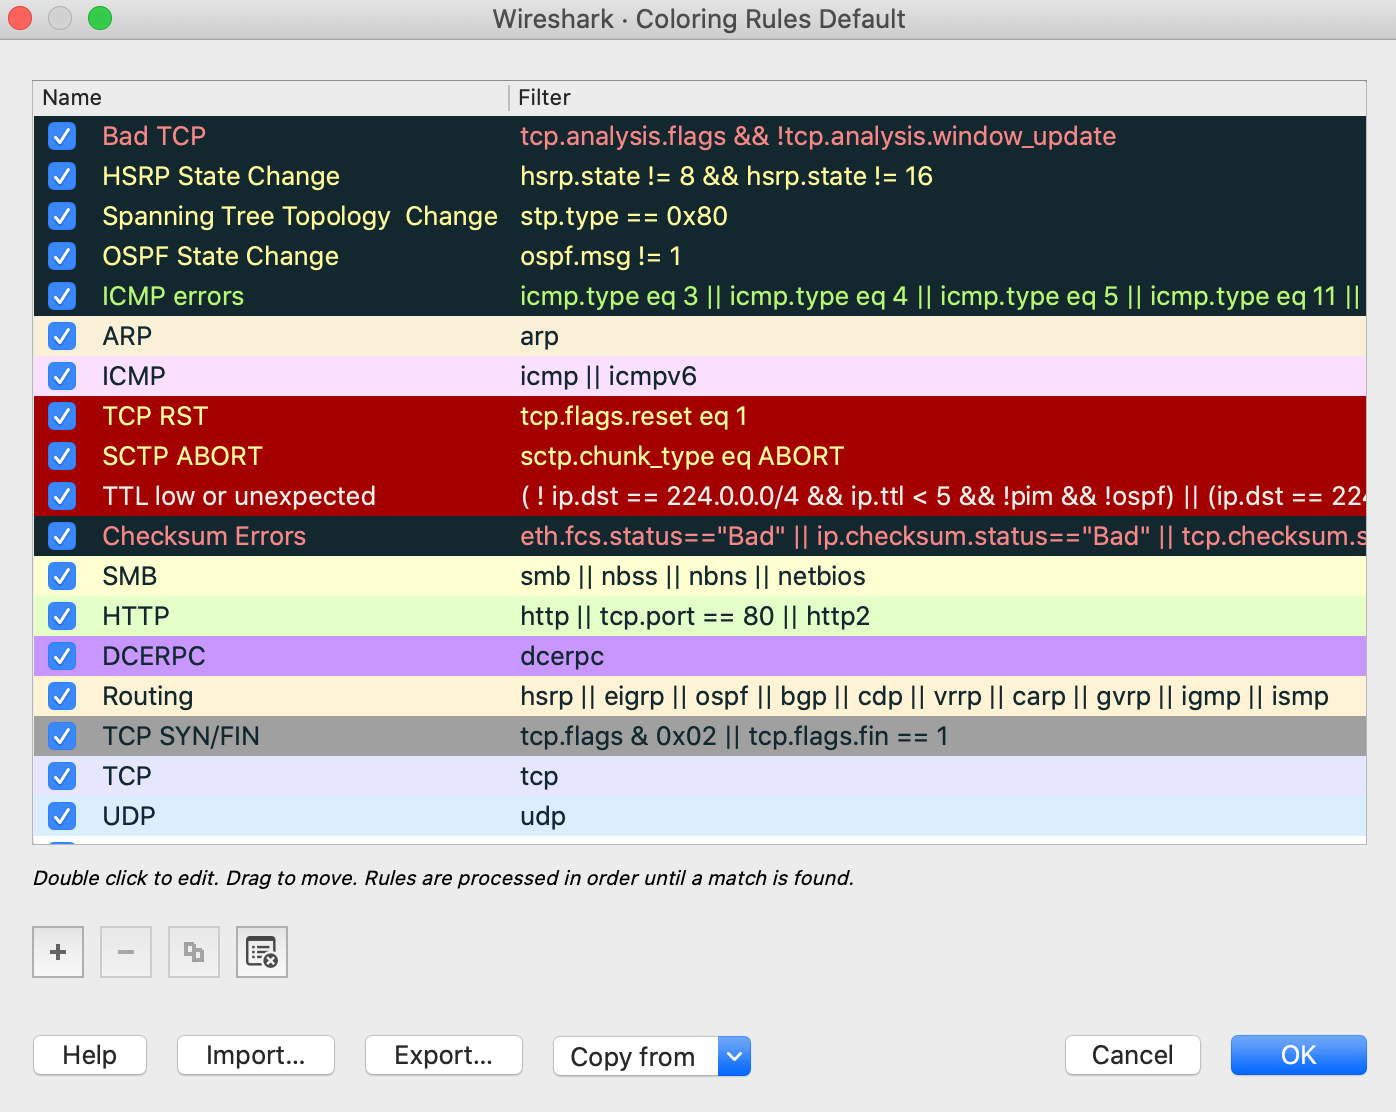 Wireshark · Coloring Rules Default
Name Filter
Bad TCP tcp.analysis.flags && !tcp.analysis.window_update
HSRP State Change hsrp.state != 8 && hsrp.state != 16
Spanning Tree Topology  Change stp.type == 0x80
OSPF State Change ospf.msg != 1
ICMP errors icmp.type eq 3 || icmp.type eq 4 || icmp.type eq 5 || icmp.type eq 11 ||
ARP arp
ICMP icmp || icmpv6
TCP RST tcp.flags.reset eq 1
SCTP ABORT sctp.chunk_type eq ABORT
TTL low or unexpected ( ! ip.dst == 224.0.0.0/4 && ip.ttl < 5 && !pim && !ospf) || (ip.dst == 224
Checksum Errors eth.fcs.status=="Bad" || ip.checksum.status=="Bad" || tcp.checksum.s
SMB smb || nbss || nbns || netbios
HTTP http || tcp.port == 80 || http2
DCERPC dcerpc
Routing hsrp || eigrp || ospf || bgp || cdp || vrrp || carp || gvrp || igmp || ismp
TCP SYN/FIN tcp.flags & 0x02 || tcp.flags.fin == 1
TCP tcp
UDP udp
Double click to edit. Drag to move. Rules are processed in order until a match is found.
Help Import... Export... Copy from Cancel OK